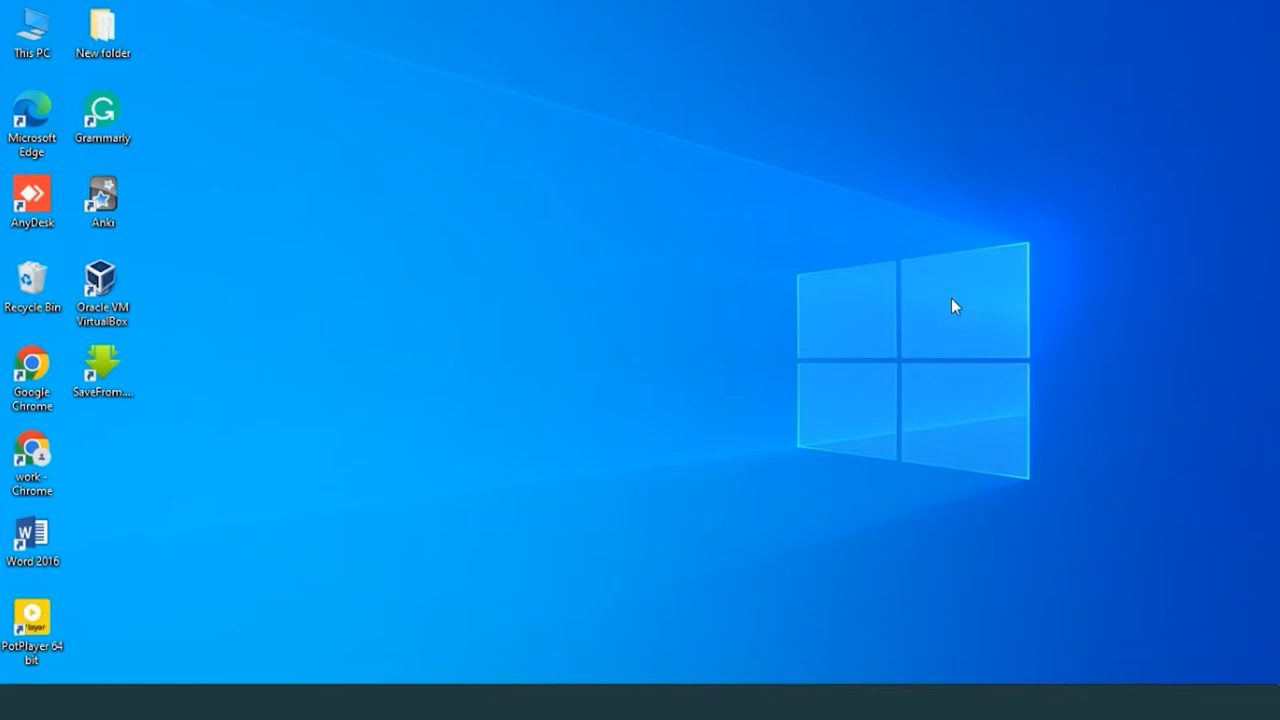 This PC
New folder
Microsoft
Edge
Grammarly
AnyDesk
Anki
Recycle Bin
Oracle VM
VirtualBox
Google
Chrome
SaveFrom....
work -
Chrome
Word 2016
Player
PotPlayer 64
bit